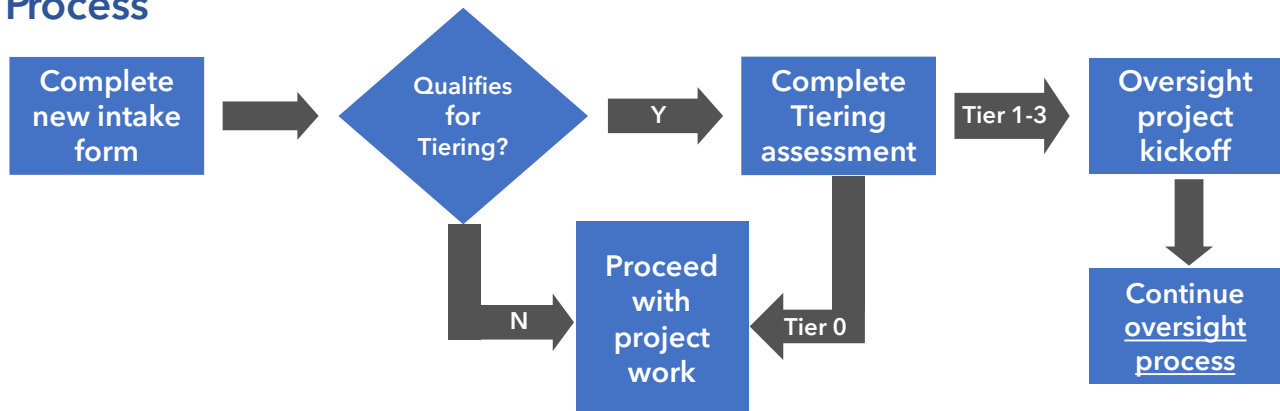 Process
Complete
new intake
form
Qualifies
for
Tiering?
Y
Complete
Tiering
assessment
Tier 1-3
Oversight
project
kickoff
N
Proceed
with
project
work
Tier 0
Continue
oversight
process